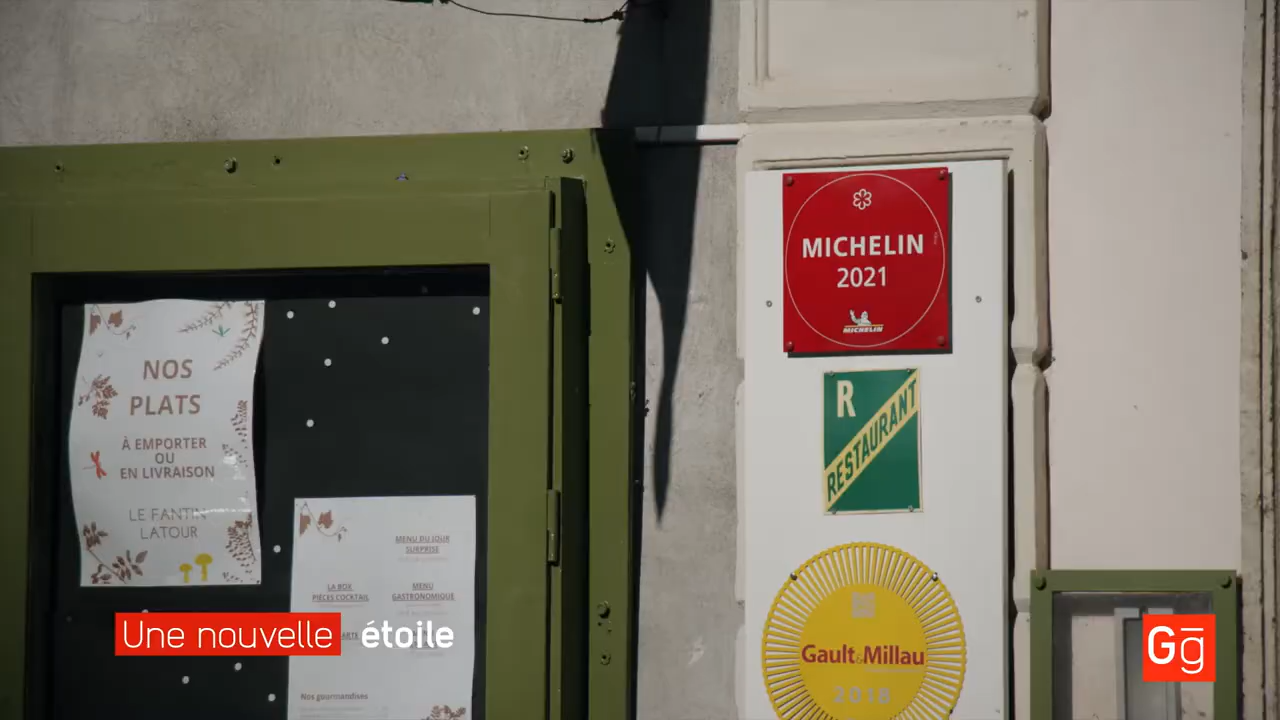 NOS
PLATS
À EMPORTER
OU
EN LIVRAISON
LE FANTIN
LATOUR
MENU DU JOUR
SURPRISE
LA BOX
PIÈCES COCKTAIL
MENU
GASTRONOMIQUE
Nos gourmandises
MICHELIN
2021
MICHELIN
R
RESTAURANT
Gault&Millau
2018
Une nouvelle étoile
Gg